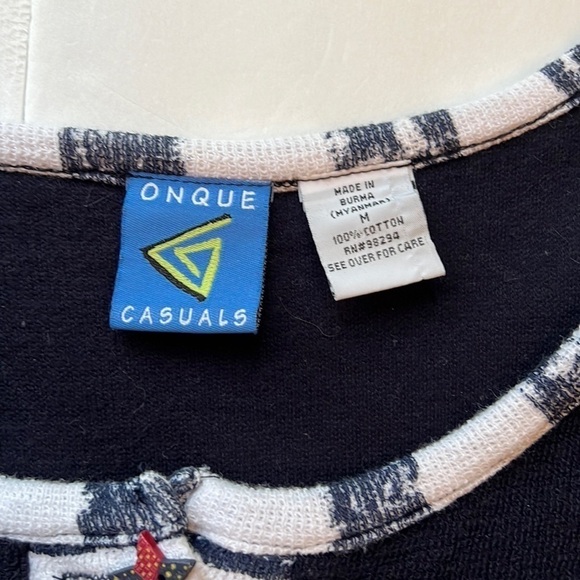 ONQUE
CASUALS
MADE IN
BURMA
(MYANMAR)
M
100% COTTON
RN#98294
SEE OVER FOR CARE